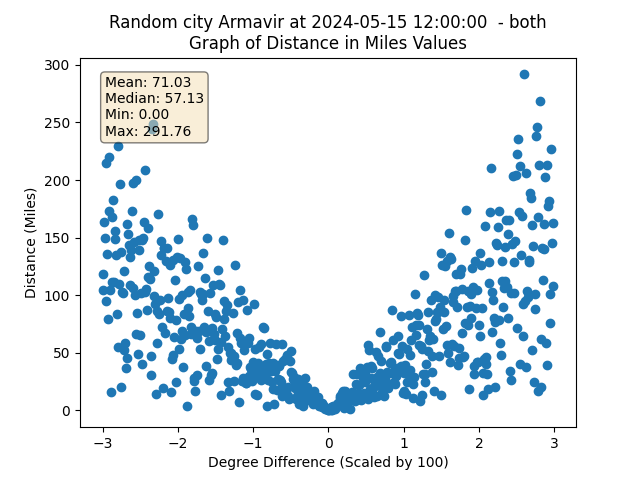 Random city Armavir at 2024-05-15 12:00:00  - both
Graph of Distance in Miles Values
Mean: 71.03
Median: 57.13
Min: 0.00
Max: 291.76
300
250
200
150
100
50
0
Distance (Miles)
−3
−2
−1
0
1
2
3
Degree Difference (Scaled by 100)